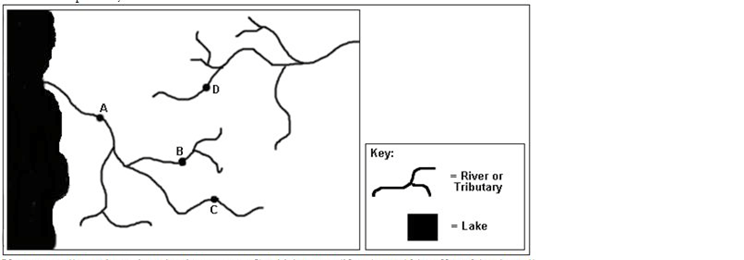 A
D
B
C
Key:
= River or
Tributary
= Lake